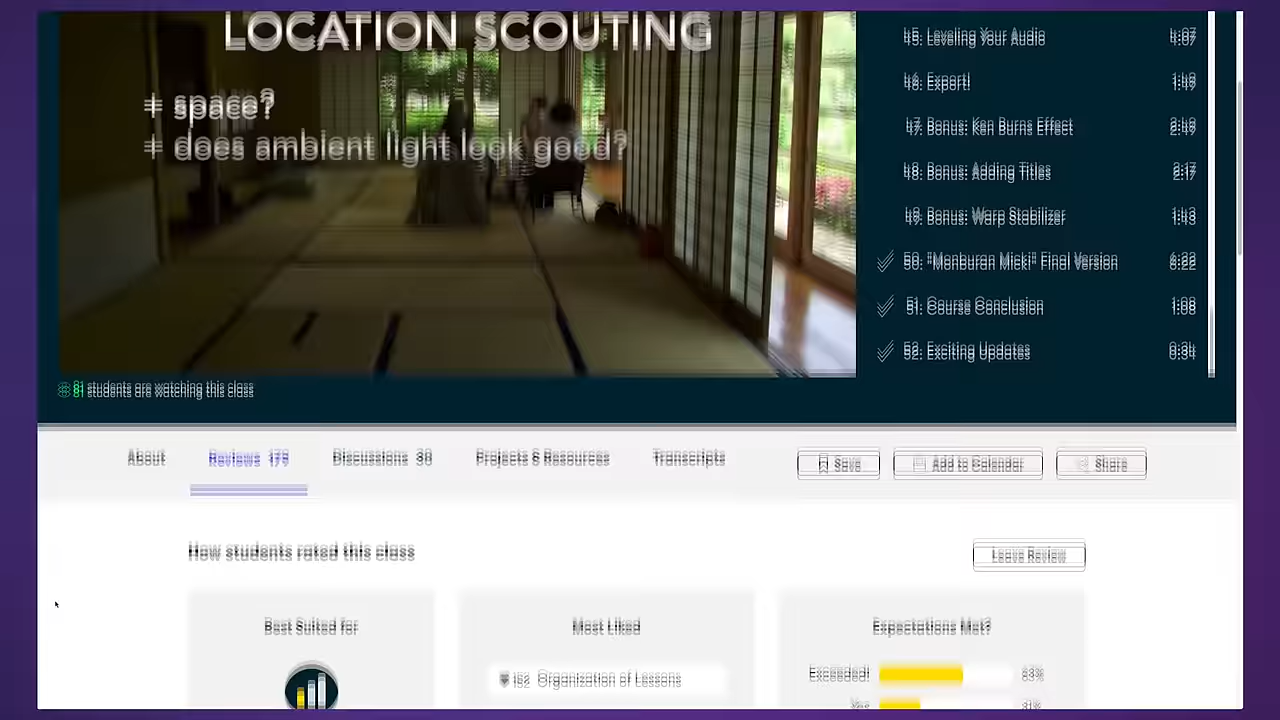 LOCATION SCOUTING
+ space?
+ does ambient light look good?
45. Leveling Your Audio 4:07
46. Export! 1:49
47. Bonus: Ken Burns Effect 2:49
48. Bonus: Adding Titles 2:17
49. Bonus: Warp Stabilizer 1:43
50. "Monburan Micki" Final Version 6:22
51. Course Conclusion 1:08
52. Exciting Updates 0:34
81 students are watching this class
About Reviews 179 Discussions 30 Projects & Resources Transcripts Save Add to Calendar Share
How students rated this class Leave Review
Best Suited for Most Liked Expectations Met?
152 Organization of Lessons
Exceeded! 63%
Yes 31%